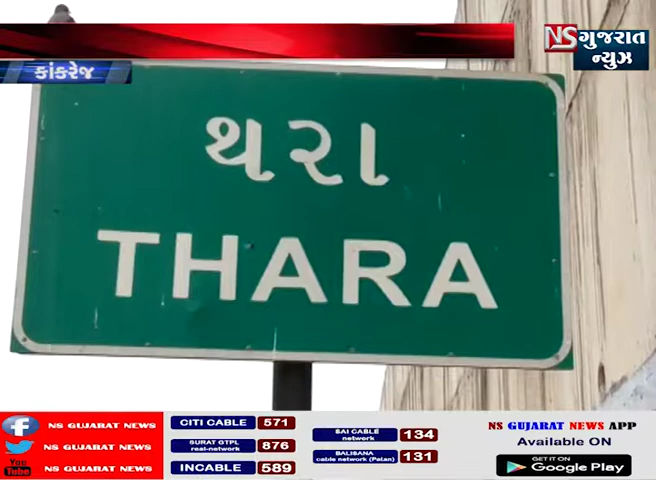 NS ગુજરાત
ન્યુઝ
કાંકરેજ
થરા
THARA
NS GUJARAT NEWS
NS GUJARAT NEWS
You Tube NS GUJARAT NEWS
CITI CABLE 571
SURAT GTPL
real-network 876
INCABLE 589
SAI CABLE
network 134
BALISANA
cable network (Patan) 131
NS GUJARAT NEWS APP
Available ON
GET IT ON
Google Play